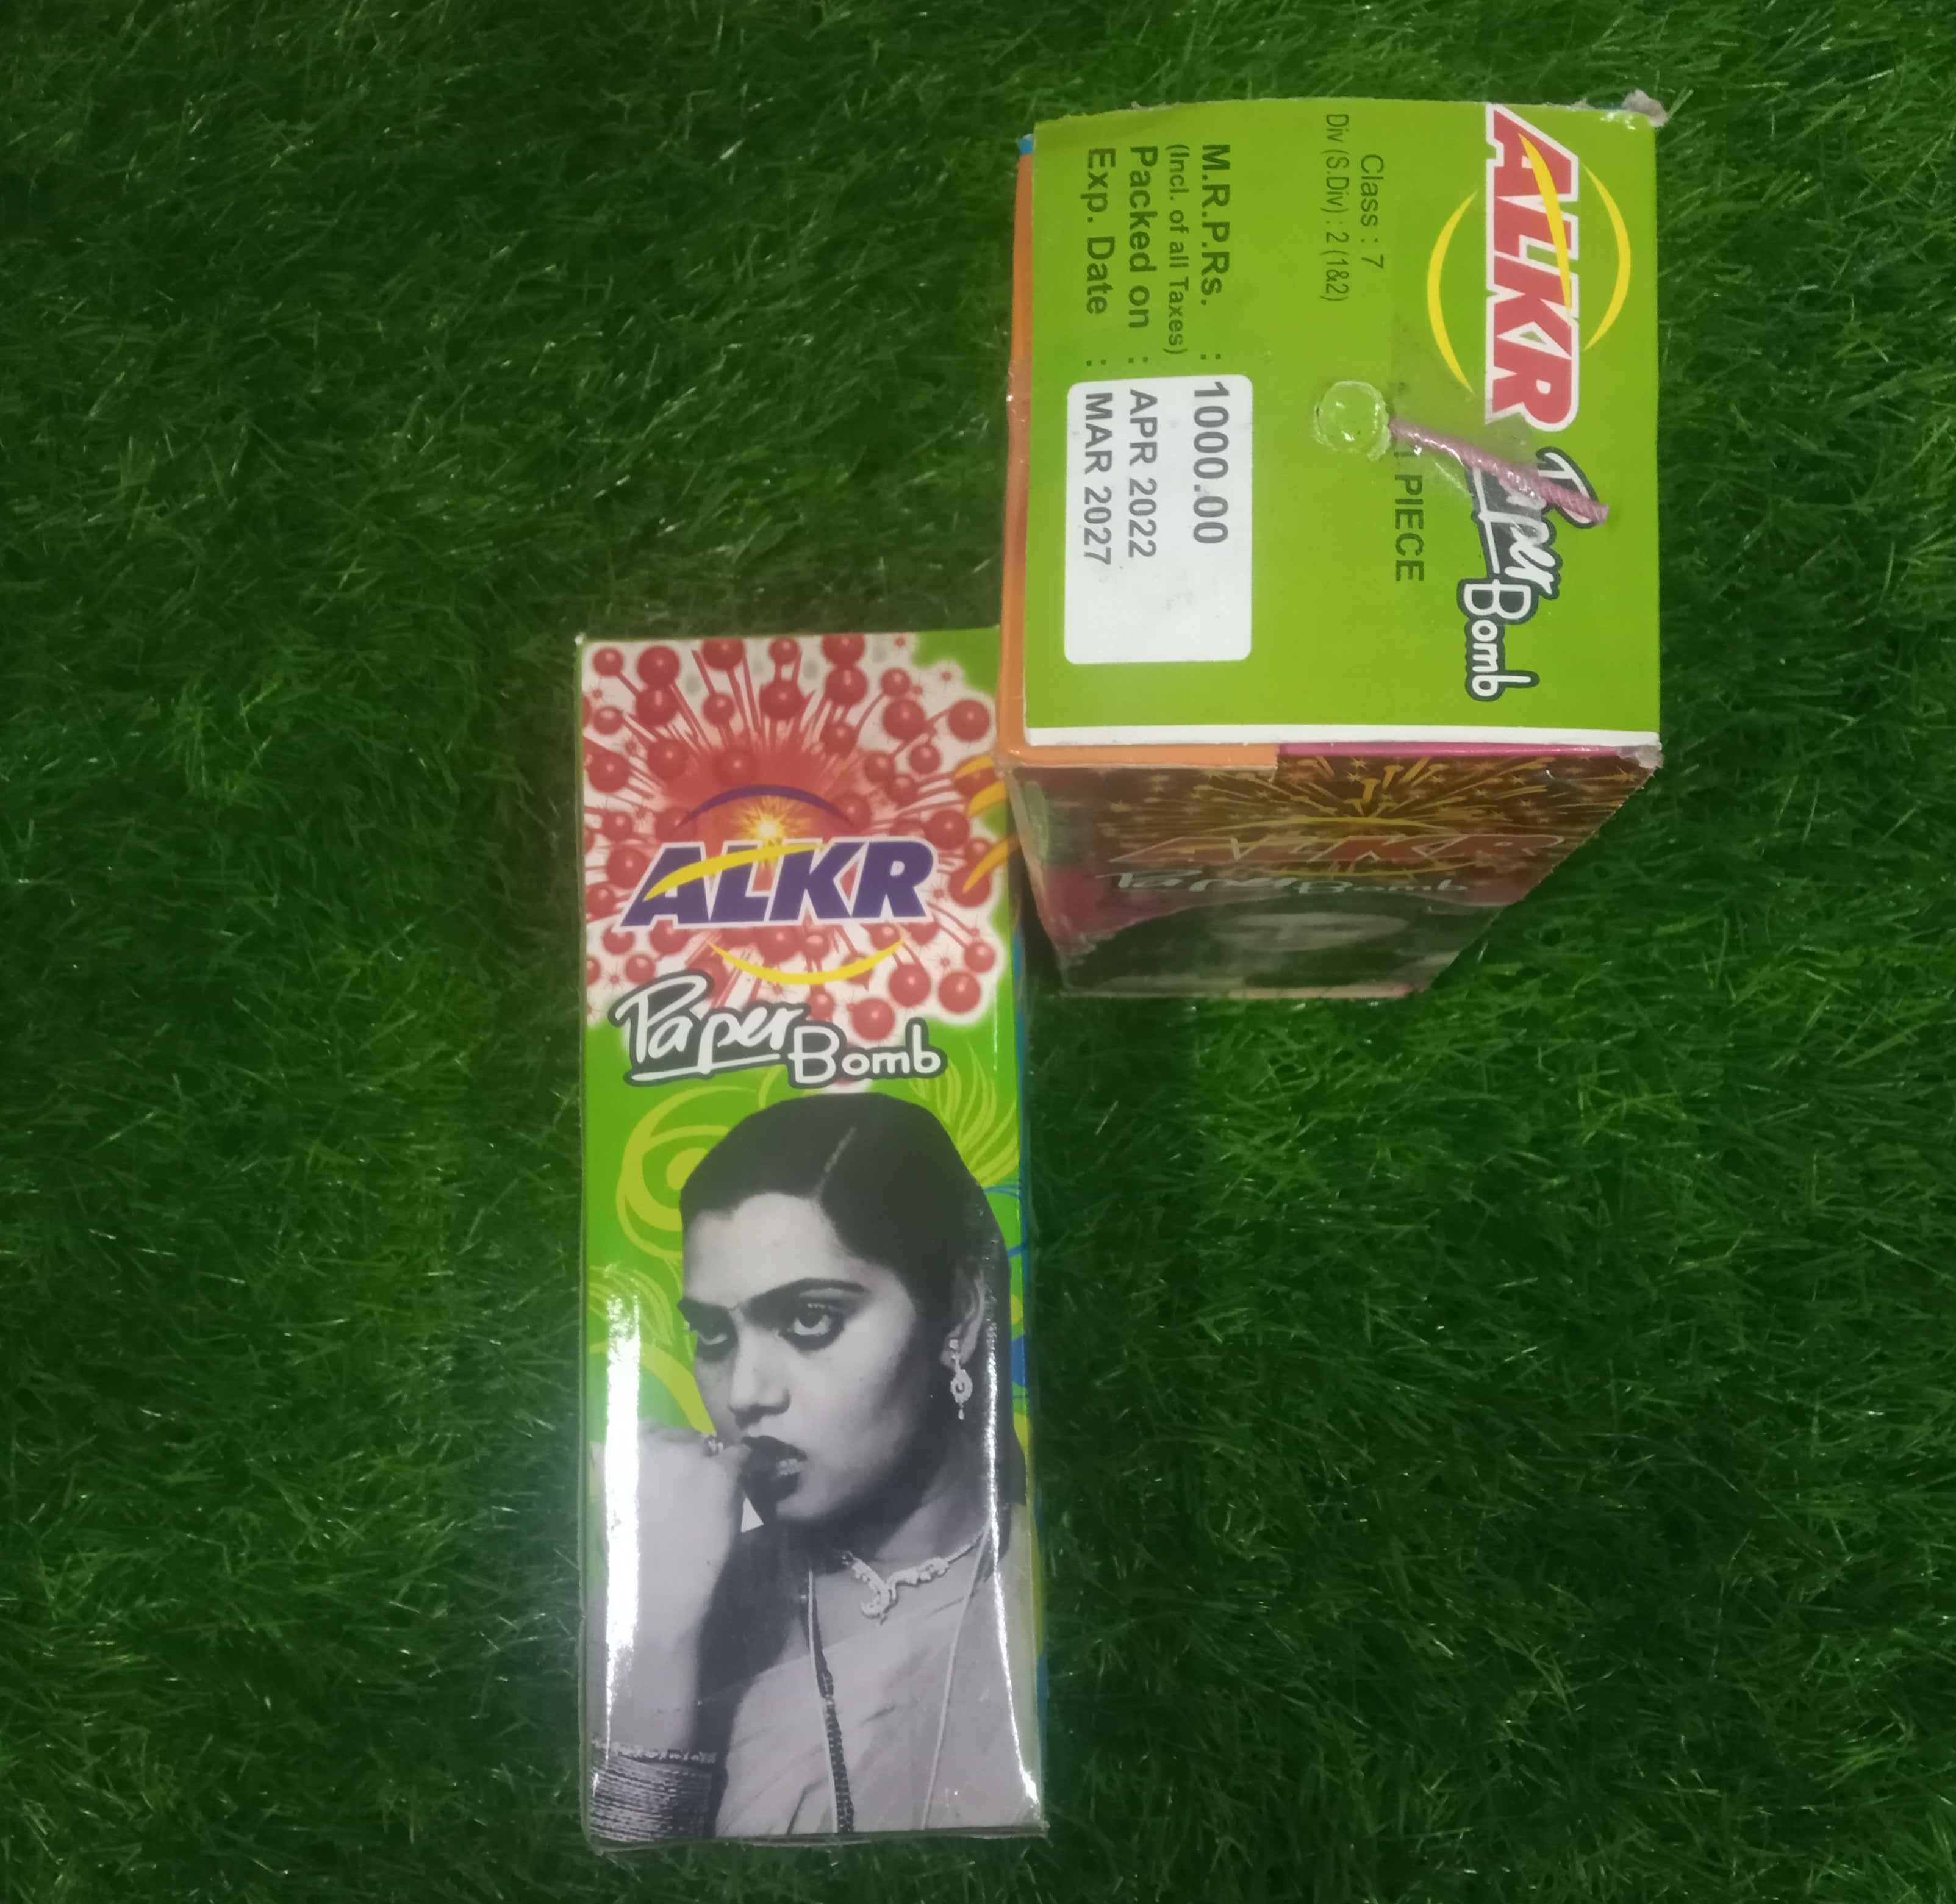 ALKR
Paper Bomb
ALKR
Paper Bomb
1 PIECE
Class : 7
Div (S.Div) : 2 (1&2)
M.R.P.Rs. : 1000.00
(Incl. of all Taxes)
Packed on : APR 2022
Exp. Date : MAR 2027
ALKR
Paper Bomb